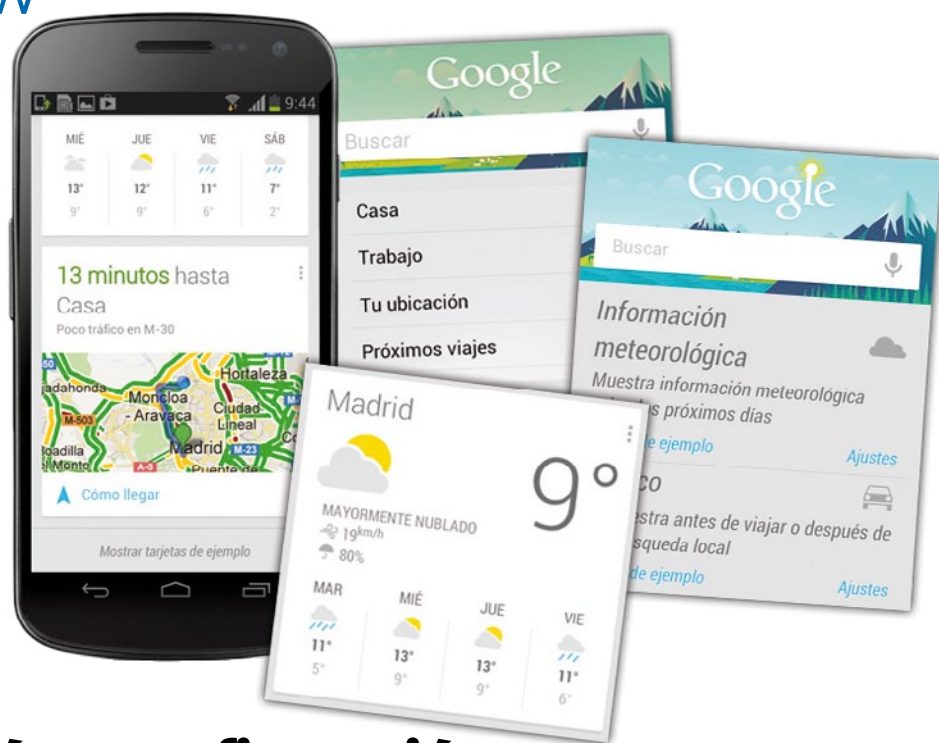 9:44
MIÉ JUE VIE SÁB
13° 12° 11° 7°
9° 9° 6° 2°
13 minutos hasta
Casa
Poco tráfico en M-30
Hortaleza
Moncloa
- Aravaca
Ciudad
Lineal
M-503
Madrid
M-23
A-5
Puente de
Cómo llegar
Mostrar tarjetas de ejemplo
Google
Buscar
Casa
Trabajo
Tu ubicación
Próximos viajes
Google
Buscar
Información
meteorológica
Muestra información meteorológica
próximos días
de ejemplo
Ajustes
antes de viajar o después de
local
de ejemplo
Ajustes
Madrid
9°
MAYORMENTE NUBLADO
19km/h
80%
MAR MIÉ JUE VIE
11° 13° 13° 11°
5° 9° 9° 6°